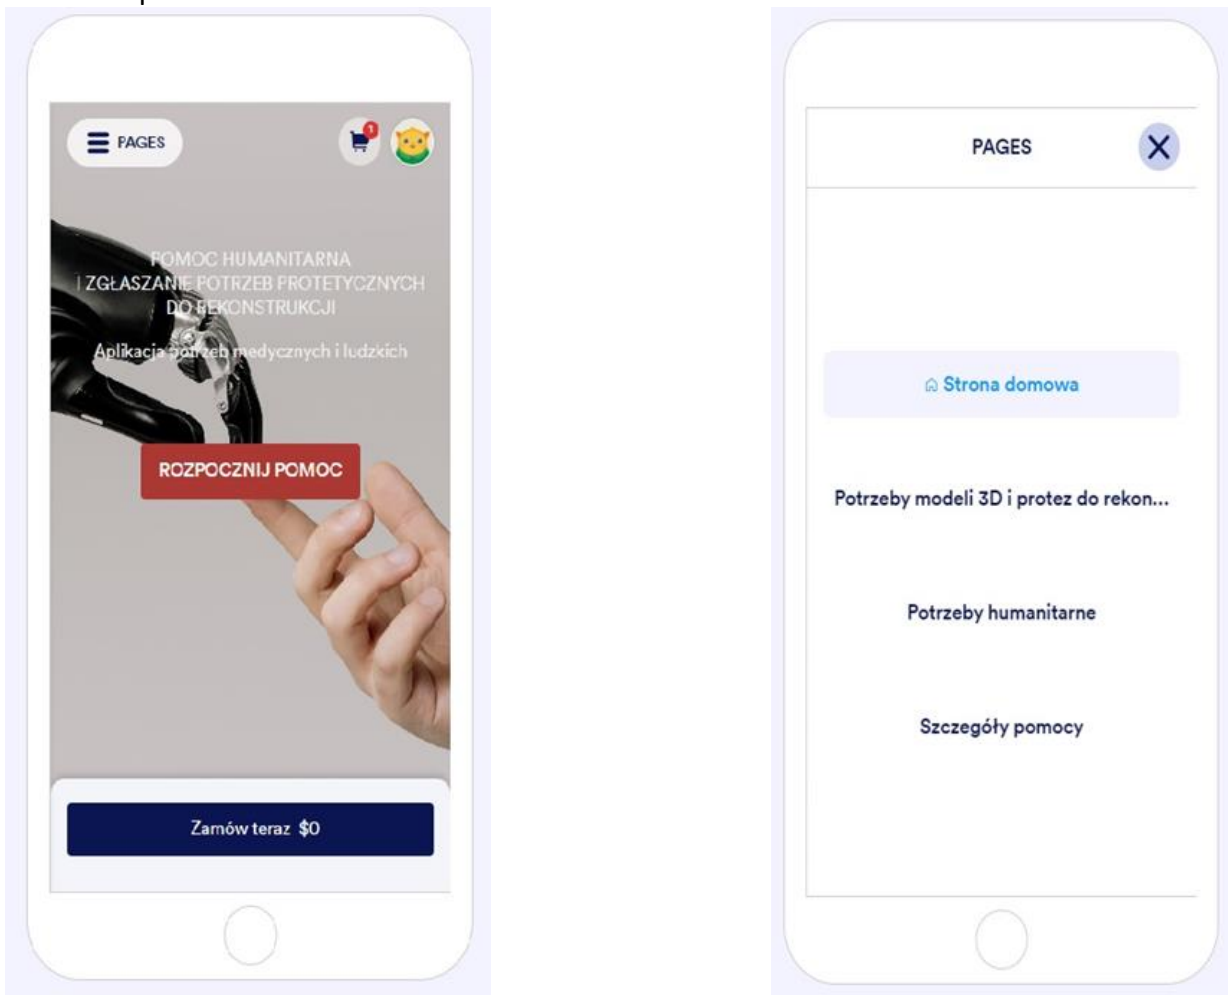 PAGES
1
POMOC HUMANITARNA
I ZGŁASZANIE POTRZEB PROTETYCZNYCH
DO REKONSTRUKCJI
Aplikacja potrzeb medycznych i ludzkich
ROZPOCZNIJ POMOC
Zamów teraz $0
PAGES
Strona domowa
Potrzeby modeli 3D i protez do rekon...
Potrzeby humanitarne
Szczegóły pomocy